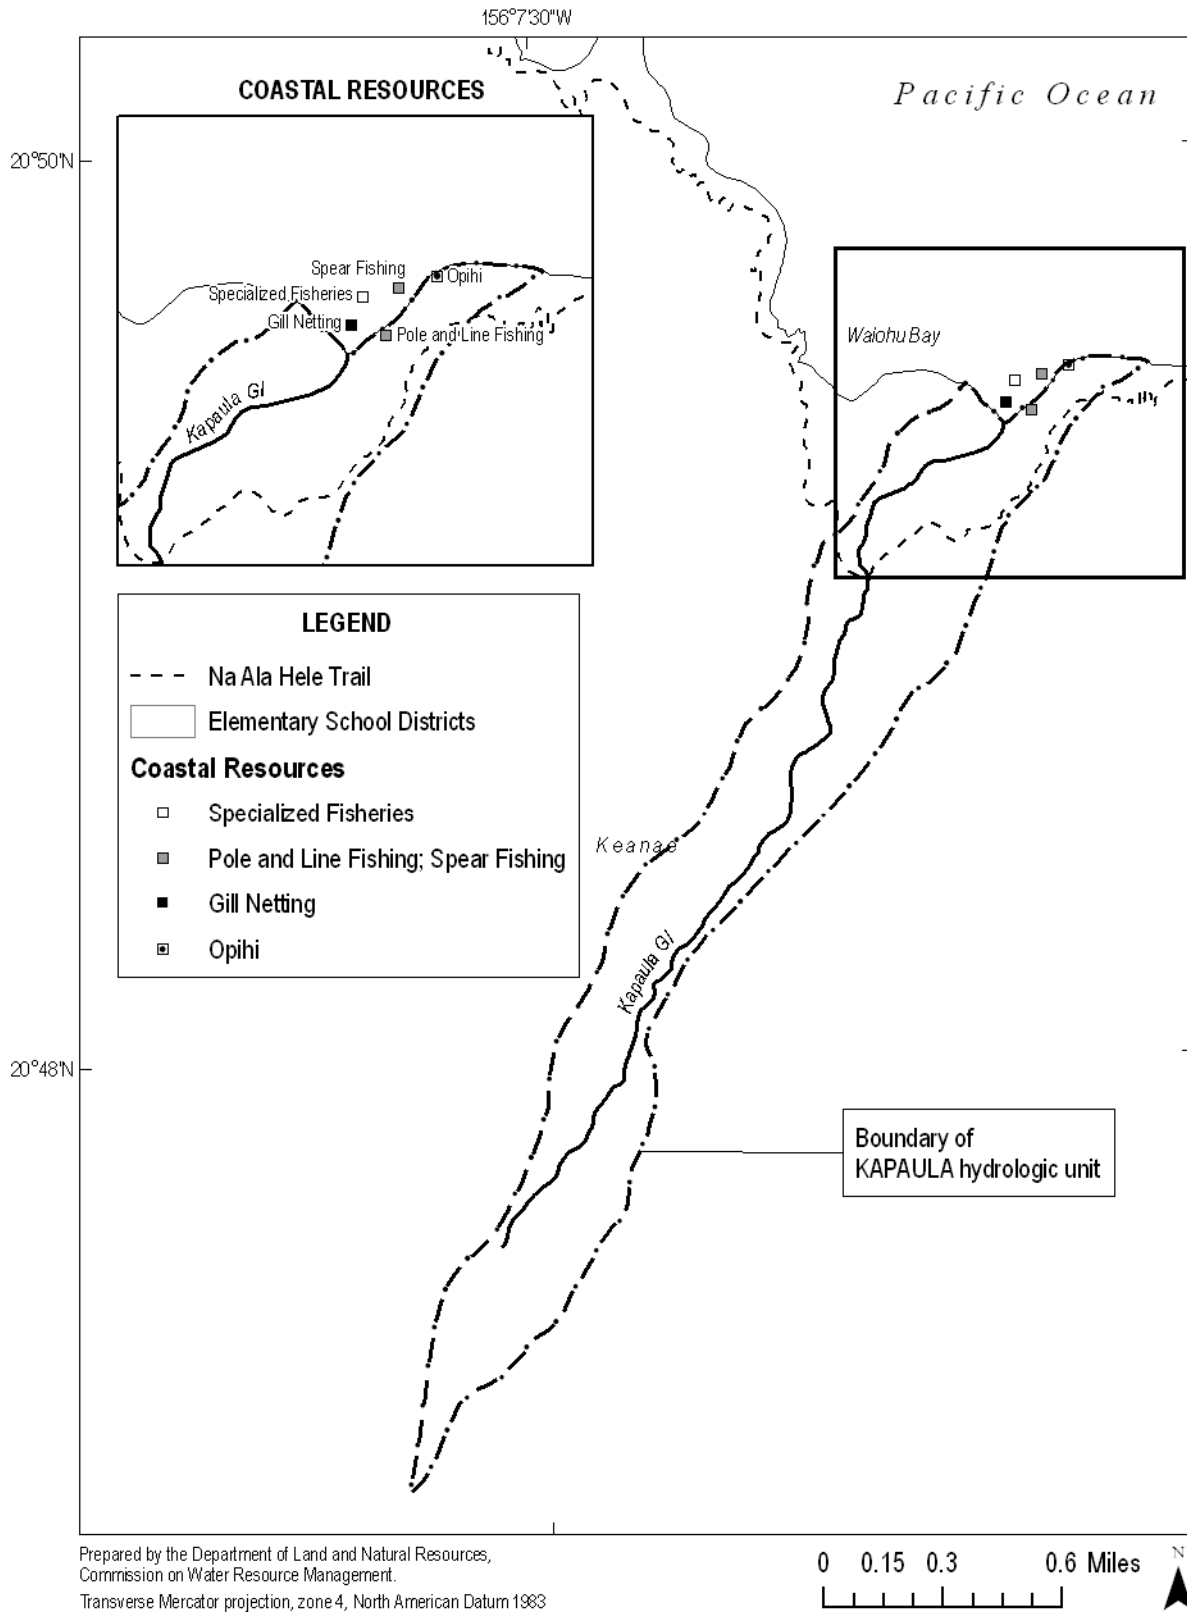 156°7'30"W
COASTAL RESOURCES
Pacific Ocean
20°50'N
Spear Fishing
Opihi
Specialized Fisheries
Gill Netting
Pole and Line Fishing
Kapaula Gl
Waiohu Bay
LEGEND
Na Ala Hele Trail
Elementary School Districts
Coastal Resources
Specialized Fisheries
Pole and Line Fishing; Spear Fishing
Gill Netting
Opihi
Keanae
Kapaula Gl
20°48'N
Boundary of
KAPAULA hydrologic unit
Prepared by the Department of Land and Natural Resources,
Commission on Water Resource Management.
Transverse Mercator projection, zone 4, North American Datum 1983
0 0.15 0.3 0.6 Miles
N